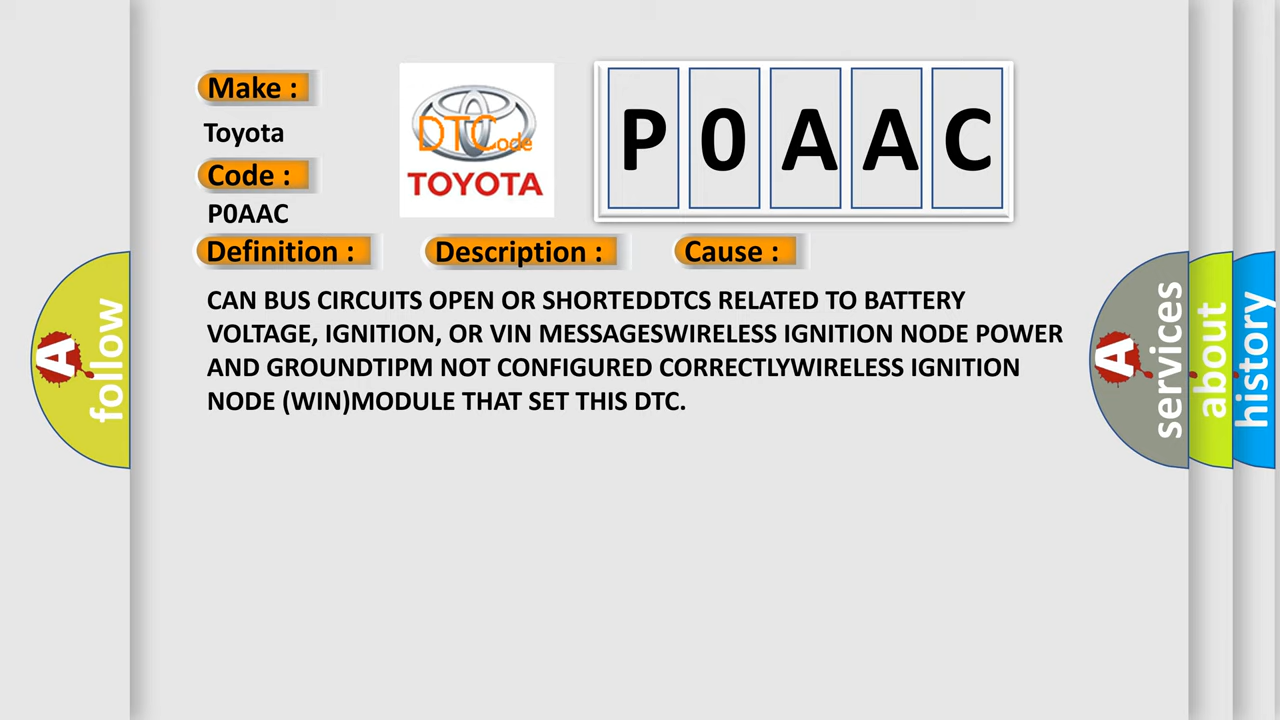 Make :
Toyota
Code :
P0AAC
DTCode
TOYOTA
P0AAC
Definition :
Description :
Cause :
CAN BUS CIRCUITS OPEN OR SHORTEDDTCS RELATED TO BATTERY
VOLTAGE, IGNITION, OR VIN MESSAGESWIRELESS IGNITION NODE POWER
AND GROUNDTIPM NOT CONFIGURED CORRECTLYWIRELESS IGNITION
NODE (WIN)MODULE THAT SET THIS DTC.
A follow
A services
about
history